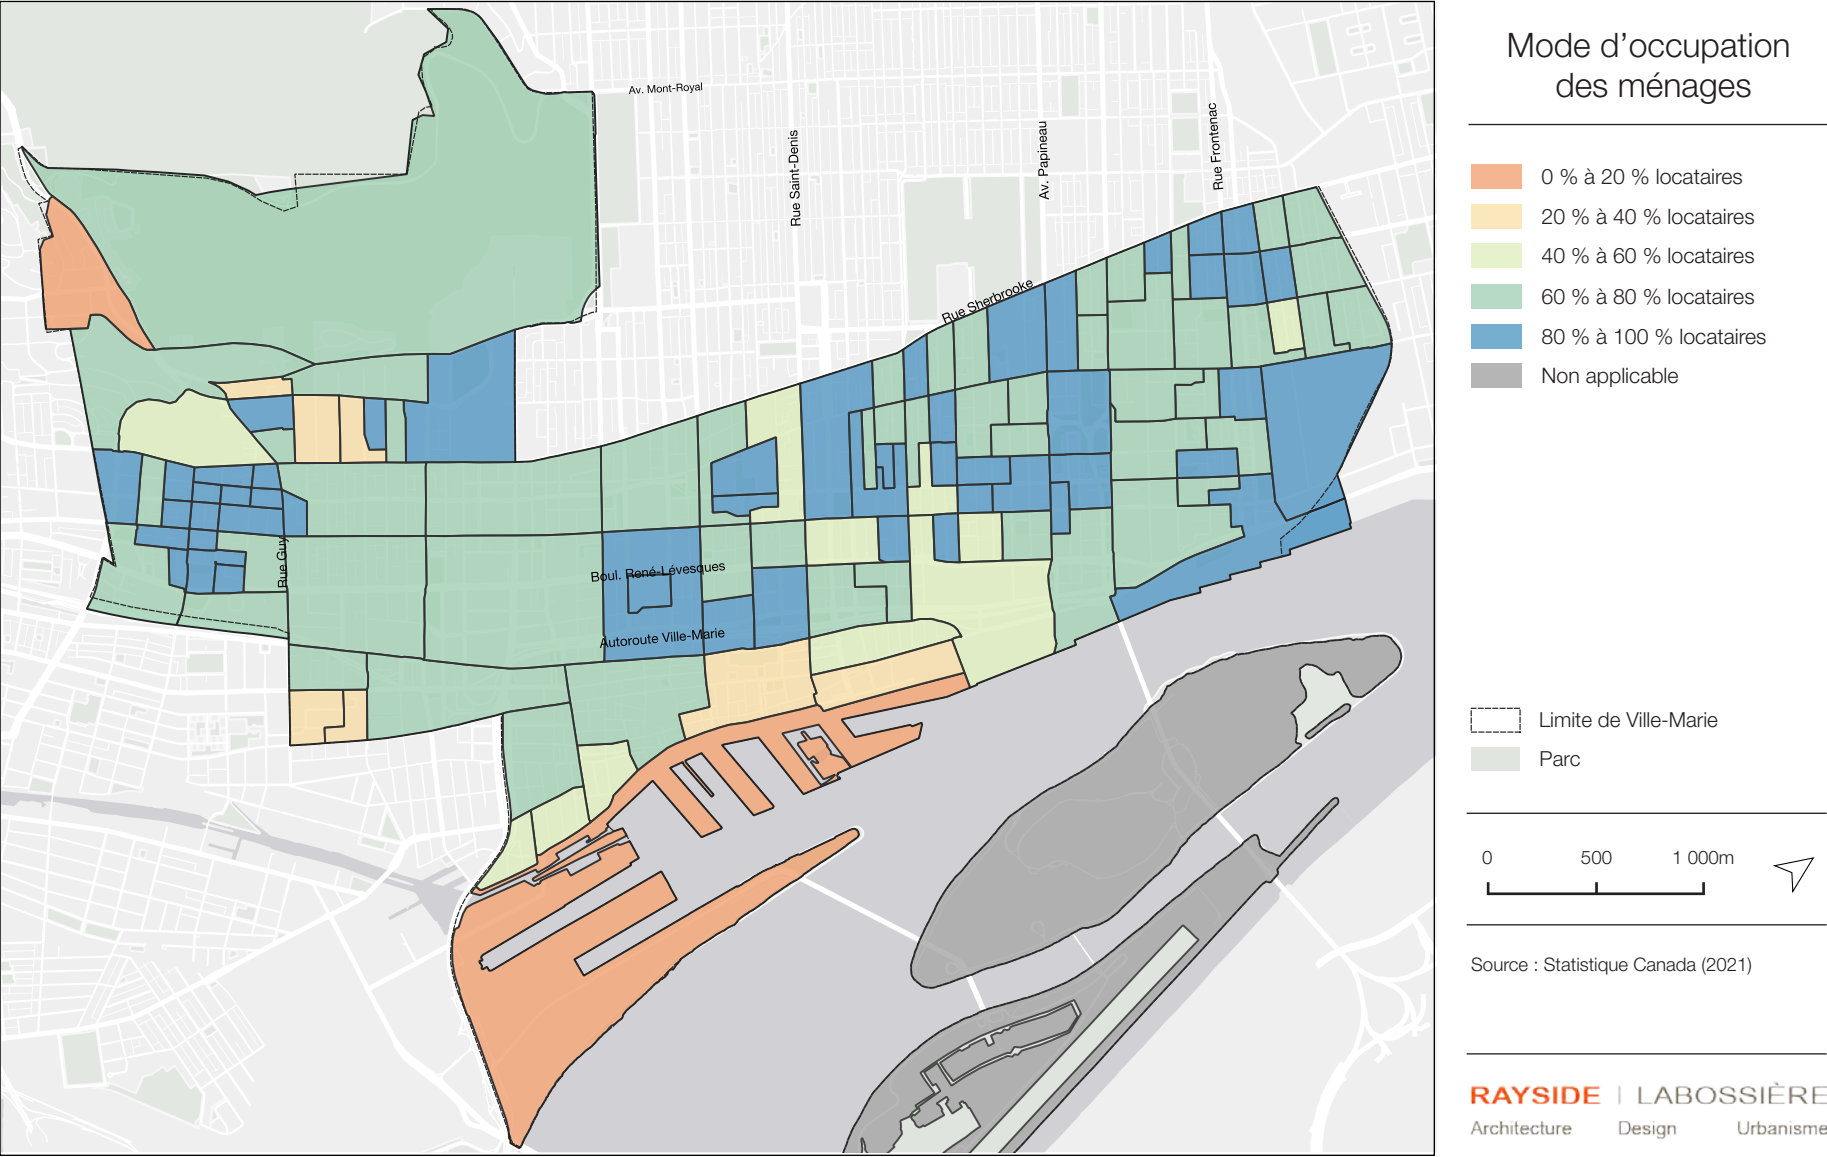 Mode d’occupation
des ménages
0 % à 20 % locataires
20 % à 40 % locataires
40 % à 60 % locataires
60 % à 80 % locataires
80 % à 100 % locataires
Non applicable
Av. Mont-Royal
Rue Saint-Denis
Av. Papineau
Rue Frontenac
Rue Sherbrooke
Rue Guy
Boul. René-Lévesques
Autoroute Ville-Marie
Limite de Ville-Marie
Parc
0 500 1 000m
Source : Statistique Canada (2021)
RAYSIDE | LABOSSIÈRE
Architecture Design Urbanisme